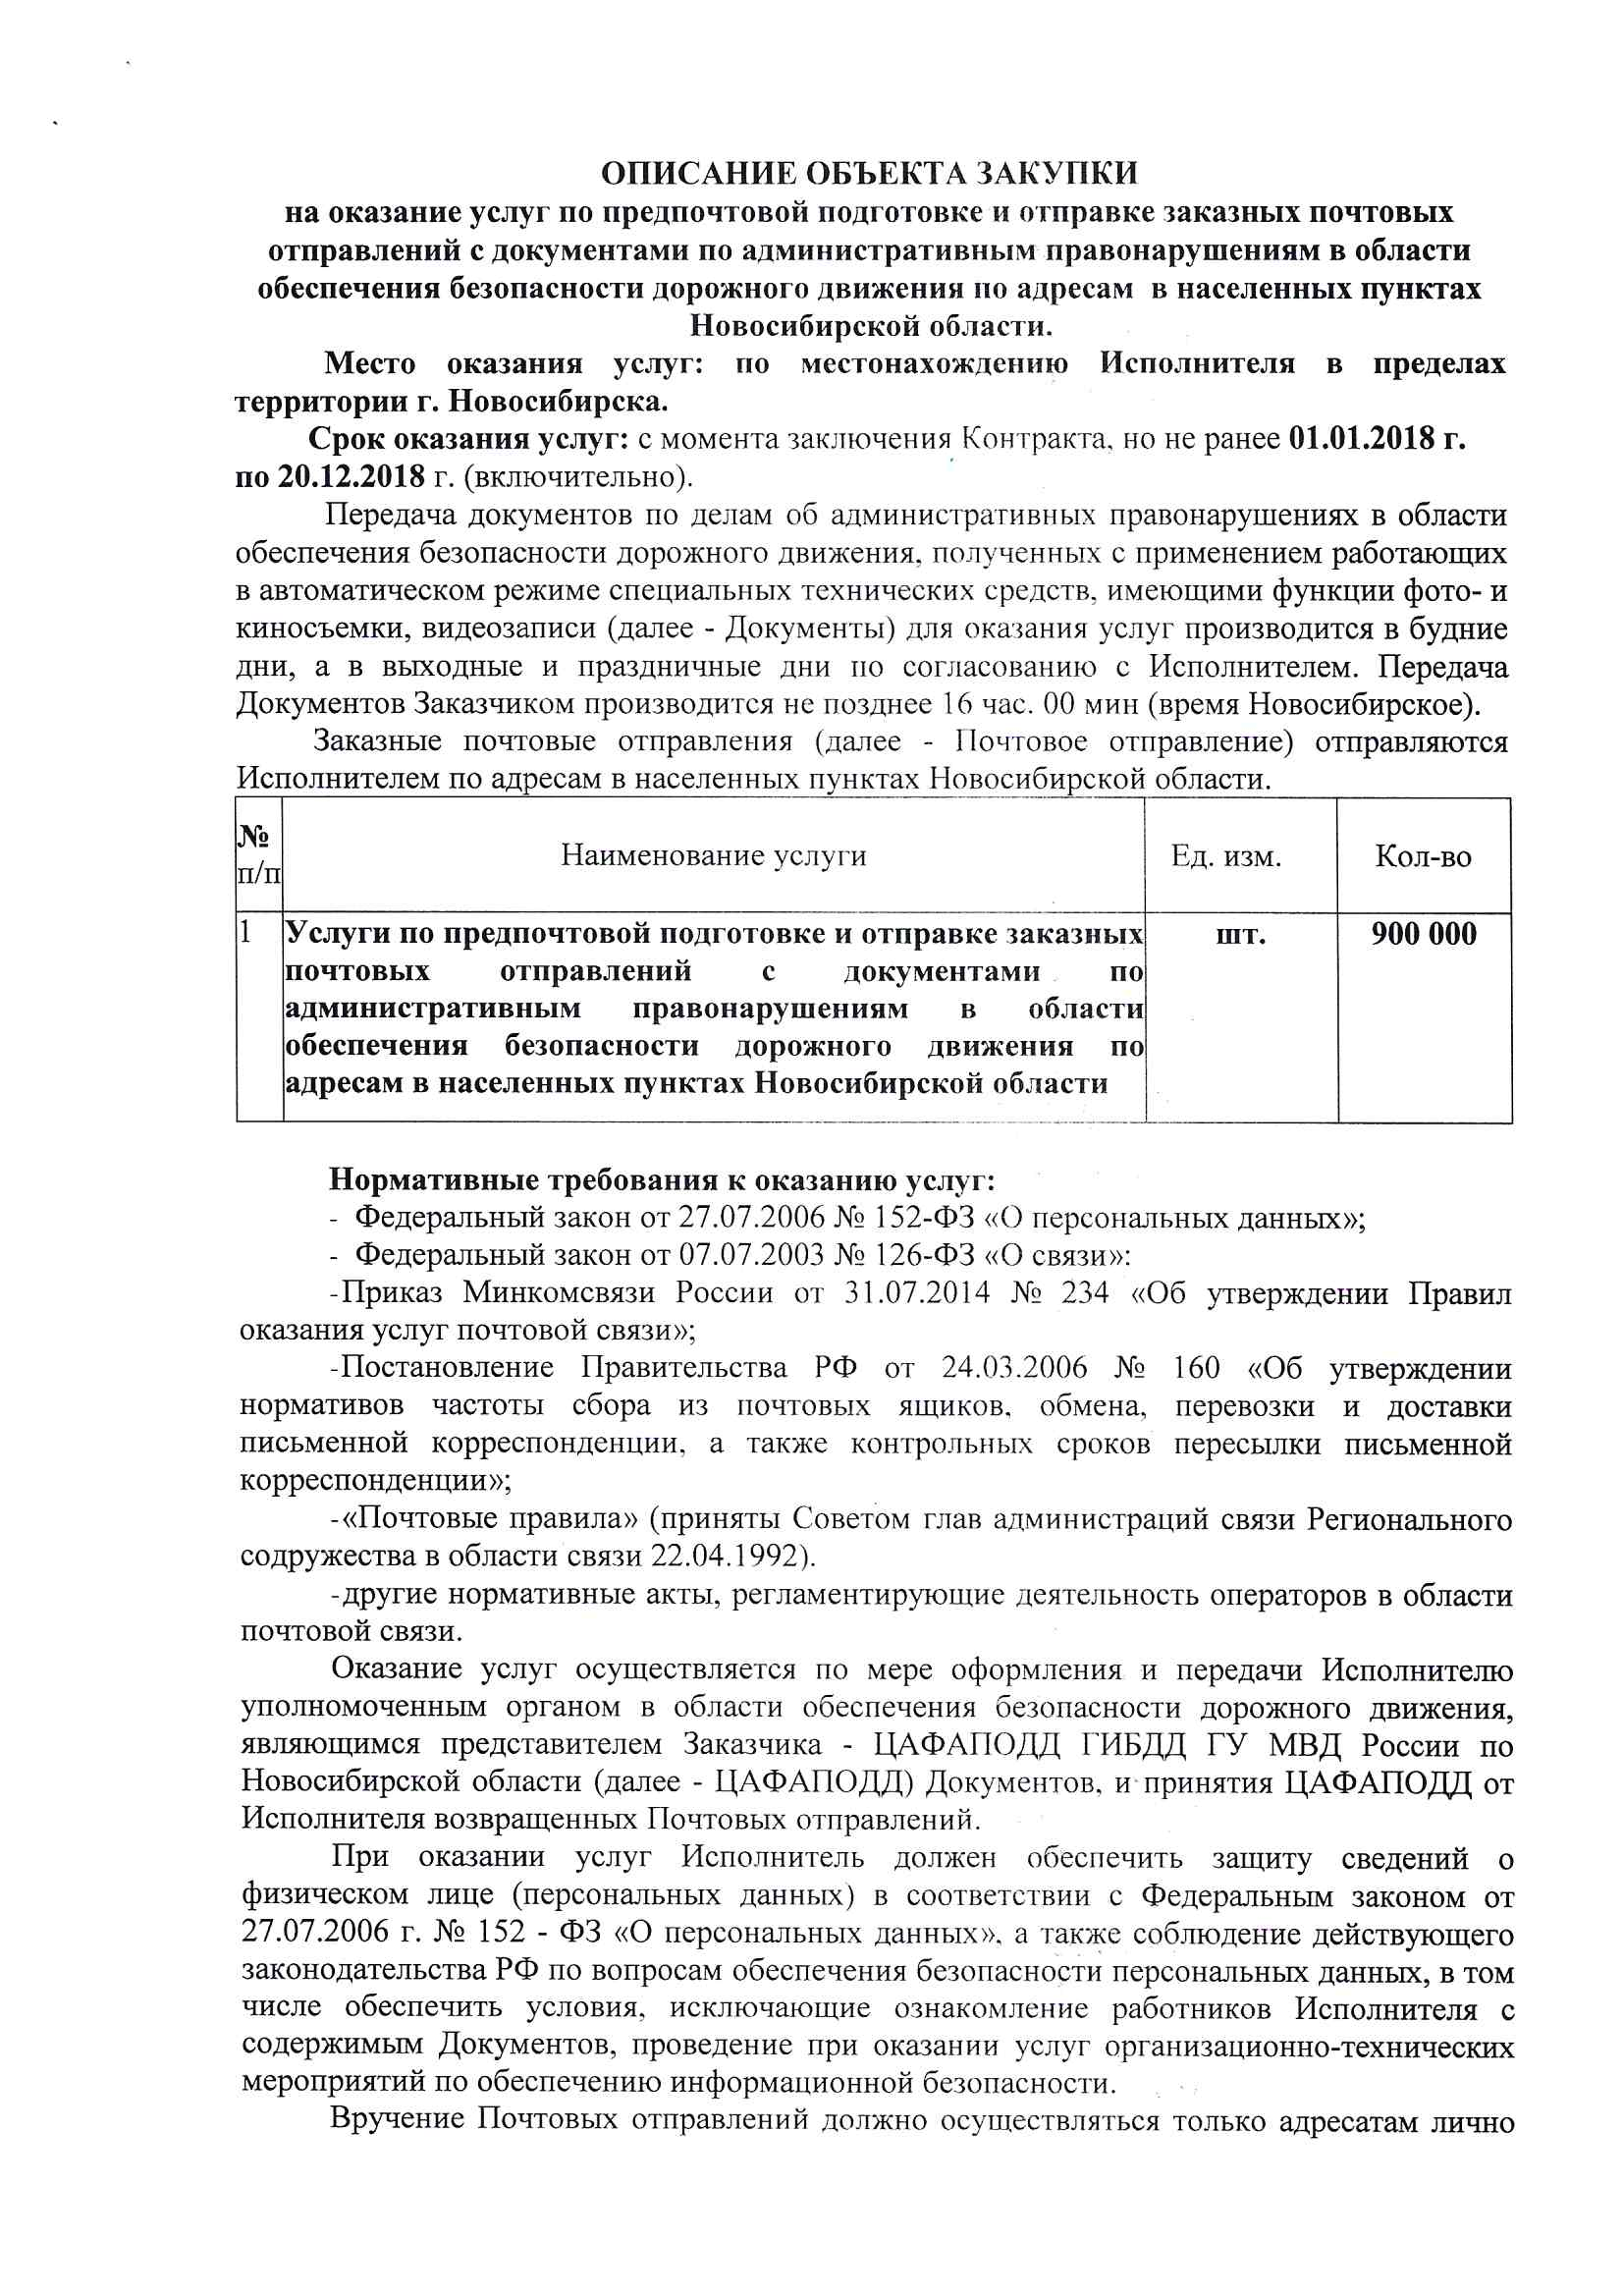 ОПИСАНИЕ ОБЪЕКТА ЗАКУПКИ
на оказание услуг по предпочтовой подготовке и отправке заказных почтовых
отправлений с документами по административным правонарушениям в области
обеспечения безопасности дорожного движения по адресам в населенных пунктах
Новосибирской области.
Место оказания услуг: по местонахождению Исполнителя в пределах
территории г. Новосибирска.
Срок оказания услуг: с момента заключения Контракта, но не ранее 01.01.2018 г.
по 20.12.2018 г. (включительно).
Передача документов по делам об административных правонарушениях в области
обеспечения безопасности дорожного движения, полученных с применением работающих
в автоматическом режиме специальных технических средств, имеющими функции фото- и
киносъемки, видеозаписи (далее - Документы) для оказания услуг производится в будние
дни, а в выходные и праздничные дни по согласованию с Исполнителем. Передача
Документов Заказчиком производится не позднее 16 час. 00 мин (время Новосибирское).
Заказные почтовые отправления (далее - Почтовое отправление) отправляются
Исполнителем по адресам в населенных пунктах Новосибирской области.
№ п/п Наименование услуги Ед. изм. Кол-во
1 Услуги по предпочтовой подготовке и отправке заказных шт. 900 000
почтовых отправлений с документами по
административным правонарушениям в области
обеспечения безопасности дорожного движения по
адресам в населенных пунктах Новосибирской области
Нормативные требования к оказанию услуг:
- Федеральный закон от 27.07.2006 № 152-ФЗ «О персональных данных»;
- Федеральный закон от 07.07.2003 № 126-ФЗ «О связи»:
-Приказ Минкомсвязи России от 31.07.2014 № 234 «Об утверждении Правил
оказания услуг почтовой связи»;
-Постановление Правительства РФ от 24.03.2006 № 160 «Об утверждении
нормативов частоты сбора из почтовых ящиков, обмена, перевозки и доставки
письменной корреспонденции, а также контрольных сроков пересылки письменной
корреспонденции»;
-«Почтовые правила» (приняты Советом глав администраций связи Регионального
содружества в области связи 22.04.1992).
-другие нормативные акты, регламентирующие деятельность операторов в области
почтовой связи.
Оказание услуг осуществляется по мере оформления и передачи Исполнителю
уполномоченным органом в области обеспечения безопасности дорожного движения,
являющимся представителем Заказчика - ЦАФАПОДД ГИБДД ГУ МВД России по
Новосибирской области (далее - ЦАФАПОДД) Документов, и принятия ЦАФАПОДД от
Исполнителя возвращенных Почтовых отправлений.
При оказании услуг Исполнитель должен обеспечить защиту сведений о
физическом лице (персональных данных) в соответствии с Федеральным законом от
27.07.2006 г. № 152 - ФЗ «О персональных данных», а также соблюдение действующего
законодательства РФ по вопросам обеспечения безопасности персональных данных, в том
числе обеспечить условия, исключающие ознакомление работников Исполнителя с
содержимым Документов, проведение при оказании услуг организационно-технических
мероприятий по обеспечению информационной безопасности.
Вручение Почтовых отправлений должно осуществляться только адресатам лично